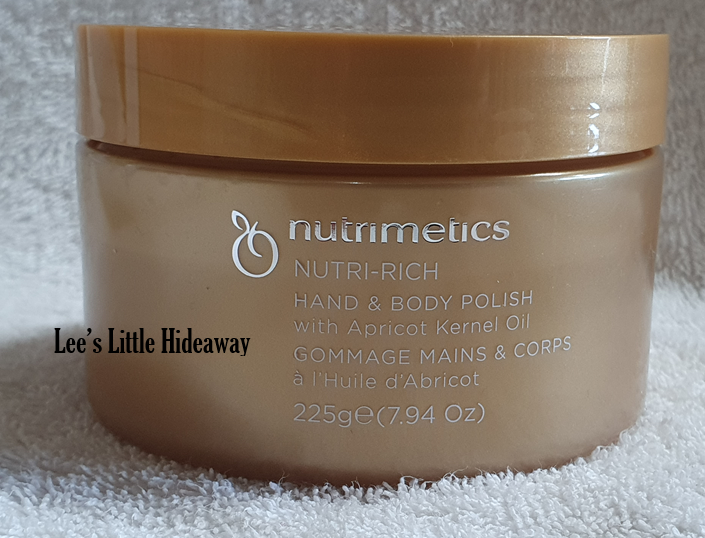 nutrimetics
NUTRI-RICH
HAND & BODY POLISH
with Apricot Kernel Oil
Lee's Little Hideaway
GOMMAGE MAINS & CORPS
à l'Huile d'Abricot
225g℮(7.94 Oz)